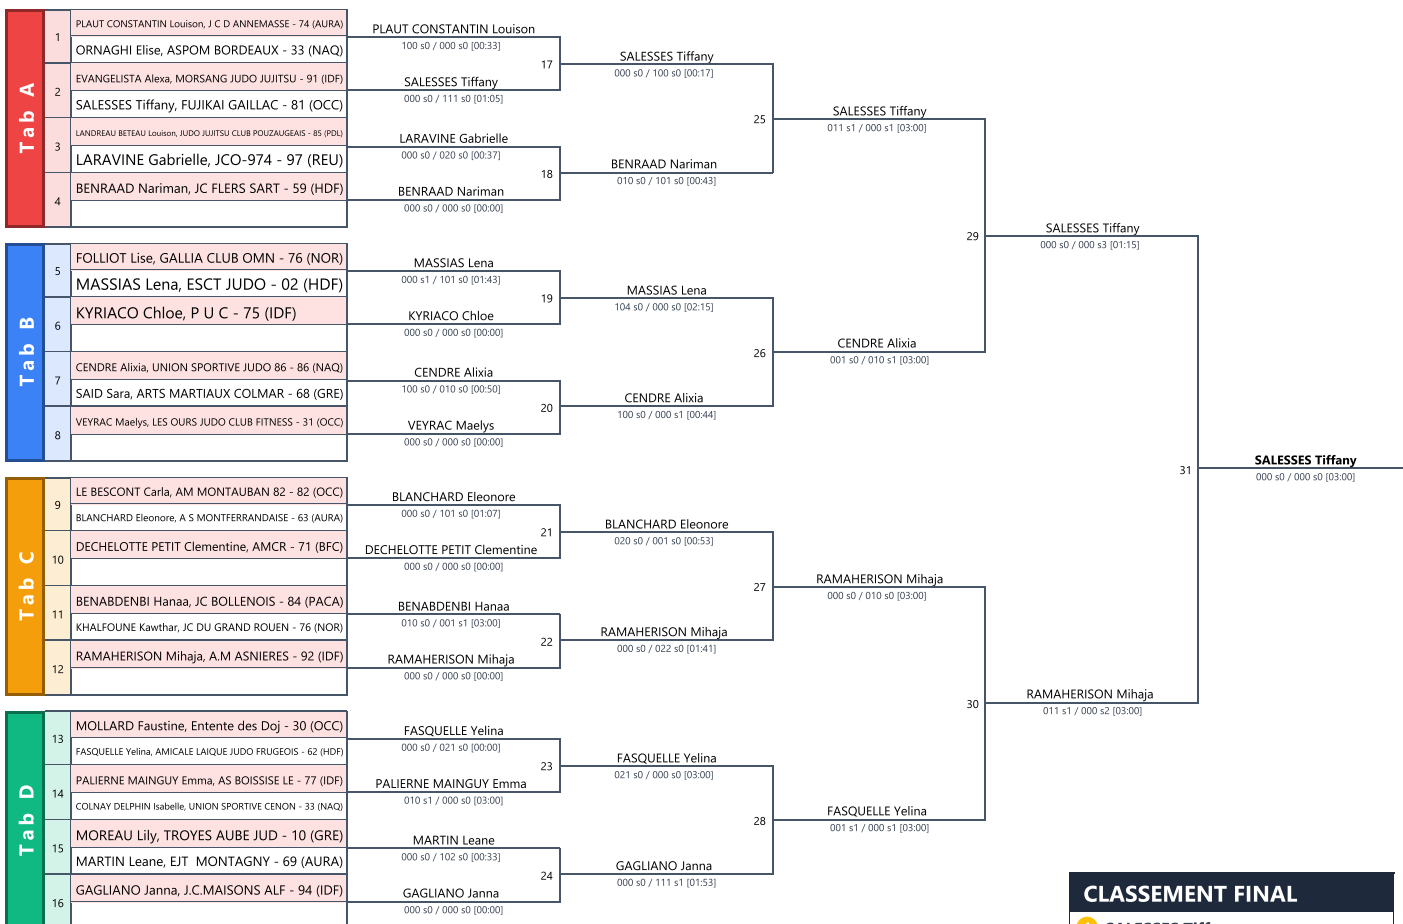 Tab A
1
PLAUT CONSTANTIN Louison, J C D ANNEMASSE - 74 (AURA)
ORNAGHI Elise, ASPOM BORDEAUX - 33 (NAQ)
2
EVANGELISTA Alexa, MORSANG JUDO JUJITSU - 91 (IDF)
SALESSES Tiffany, FUJIKAI GAILLAC - 81 (OCC)
3
LANDREAU BETEAU Louison, JUDO JUJITSU CLUB POUZAUGEAIS - 85 (PDL)
LARAVINE Gabrielle, JCO-974 - 97 (REU)
4
BENRAAD Nariman, JC FLERS SART - 59 (HDF)
Tab B
5
FOLLIOT Lise, GALLIA CLUB OMN - 76 (NOR)
MASSIAS Lena, ESCT JUDO - 02 (HDF)
6
KYRIACO Chloe, P U C - 75 (IDF)
7
CENDRE Alixia, UNION SPORTIVE JUDO 86 - 86 (NAQ)
SAID Sara, ARTS MARTIAUX COLMAR - 68 (GRE)
8
VEYRAC Maelys, LES OURS JUDO CLUB FITNESS - 31 (OCC)
Tab C
9
LE BESCONT Carla, AM MONTAUBAN 82 - 82 (OCC)
BLANCHARD Eleonore, A S MONTFERRANDAISE - 63 (AURA)
10
DECHELOTTE PETIT Clementine, AMCR - 71 (BFC)
11
BENABDENBI Hanaa, JC BOLLENOIS - 84 (PACA)
KHALFOUNE Kawthar, JC DU GRAND ROUEN - 76 (NOR)
12
RAMAHERISON Mihaja, A.M ASNIERES - 92 (IDF)
Tab D
13
MOLLARD Faustine, Entente des Doj - 30 (OCC)
FASQUELLE Yelina, AMICALE LAIQUE JUDO FRUGEOIS - 62 (HDF)
14
PALIERNE MAINGUY Emma, AS BOISSISE LE - 77 (IDF)
COLNAY DELPHIN Isabelle, UNION SPORTIVE CENON - 33 (NAQ)
15
MOREAU Lily, TROYES AUBE JUD - 10 (GRE)
MARTIN Leane, EJT  MONTAGNY - 69 (AURA)
16
GAGLIANO Janna, J.C.MAISONS ALF - 94 (IDF)
PLAUT CONSTANTIN Louison
100 s0 / 000 s0 [00:33]
17
SALESSES Tiffany
000 s0 / 111 s0 [01:05]
LARAVINE Gabrielle
000 s0 / 020 s0 [00:37]
18
BENRAAD Nariman
000 s0 / 000 s0 [00:00]
MASSIAS Lena
000 s1 / 101 s0 [01:43]
19
KYRIACO Chloe
000 s0 / 000 s0 [00:00]
CENDRE Alixia
100 s0 / 010 s0 [00:50]
20
VEYRAC Maelys
000 s0 / 000 s0 [00:00]
BLANCHARD Eleonore
000 s0 / 101 s0 [01:07]
21
DECHELOTTE PETIT Clementine
000 s0 / 000 s0 [00:00]
BENABDENBI Hanaa
010 s0 / 001 s1 [03:00]
22
RAMAHERISON Mihaja
000 s0 / 000 s0 [00:00]
FASQUELLE Yelina
000 s0 / 021 s0 [00:00]
23
PALIERNE MAINGUY Emma
010 s1 / 000 s0 [03:00]
MARTIN Leane
000 s0 / 102 s0 [00:33]
24
GAGLIANO Janna
000 s0 / 000 s0 [00:00]
SALESSES Tiffany
000 s0 / 100 s0 [00:17]
25
BENRAAD Nariman
010 s0 / 101 s0 [00:43]
MASSIAS Lena
104 s0 / 000 s0 [02:15]
26
CENDRE Alixia
100 s0 / 000 s1 [00:44]
BLANCHARD Eleonore
020 s0 / 001 s0 [00:53]
27
RAMAHERISON Mihaja
000 s0 / 022 s0 [01:41]
FASQUELLE Yelina
021 s0 / 000 s0 [03:00]
28
GAGLIANO Janna
000 s0 / 111 s1 [01:53]
SALESSES Tiffany
011 s1 / 000 s1 [03:00]
29
CENDRE Alixia
001 s0 / 010 s1 [03:00]
RAMAHERISON Mihaja
000 s0 / 010 s0 [03:00]
30
FASQUELLE Yelina
001 s1 / 000 s1 [03:00]
SALESSES Tiffany
000 s0 / 000 s3 [01:15]
31
RAMAHERISON Mihaja
011 s1 / 000 s2 [03:00]
SALESSES Tiffany
000 s0 / 000 s0 [03:00]
CLASSEMENT FINAL